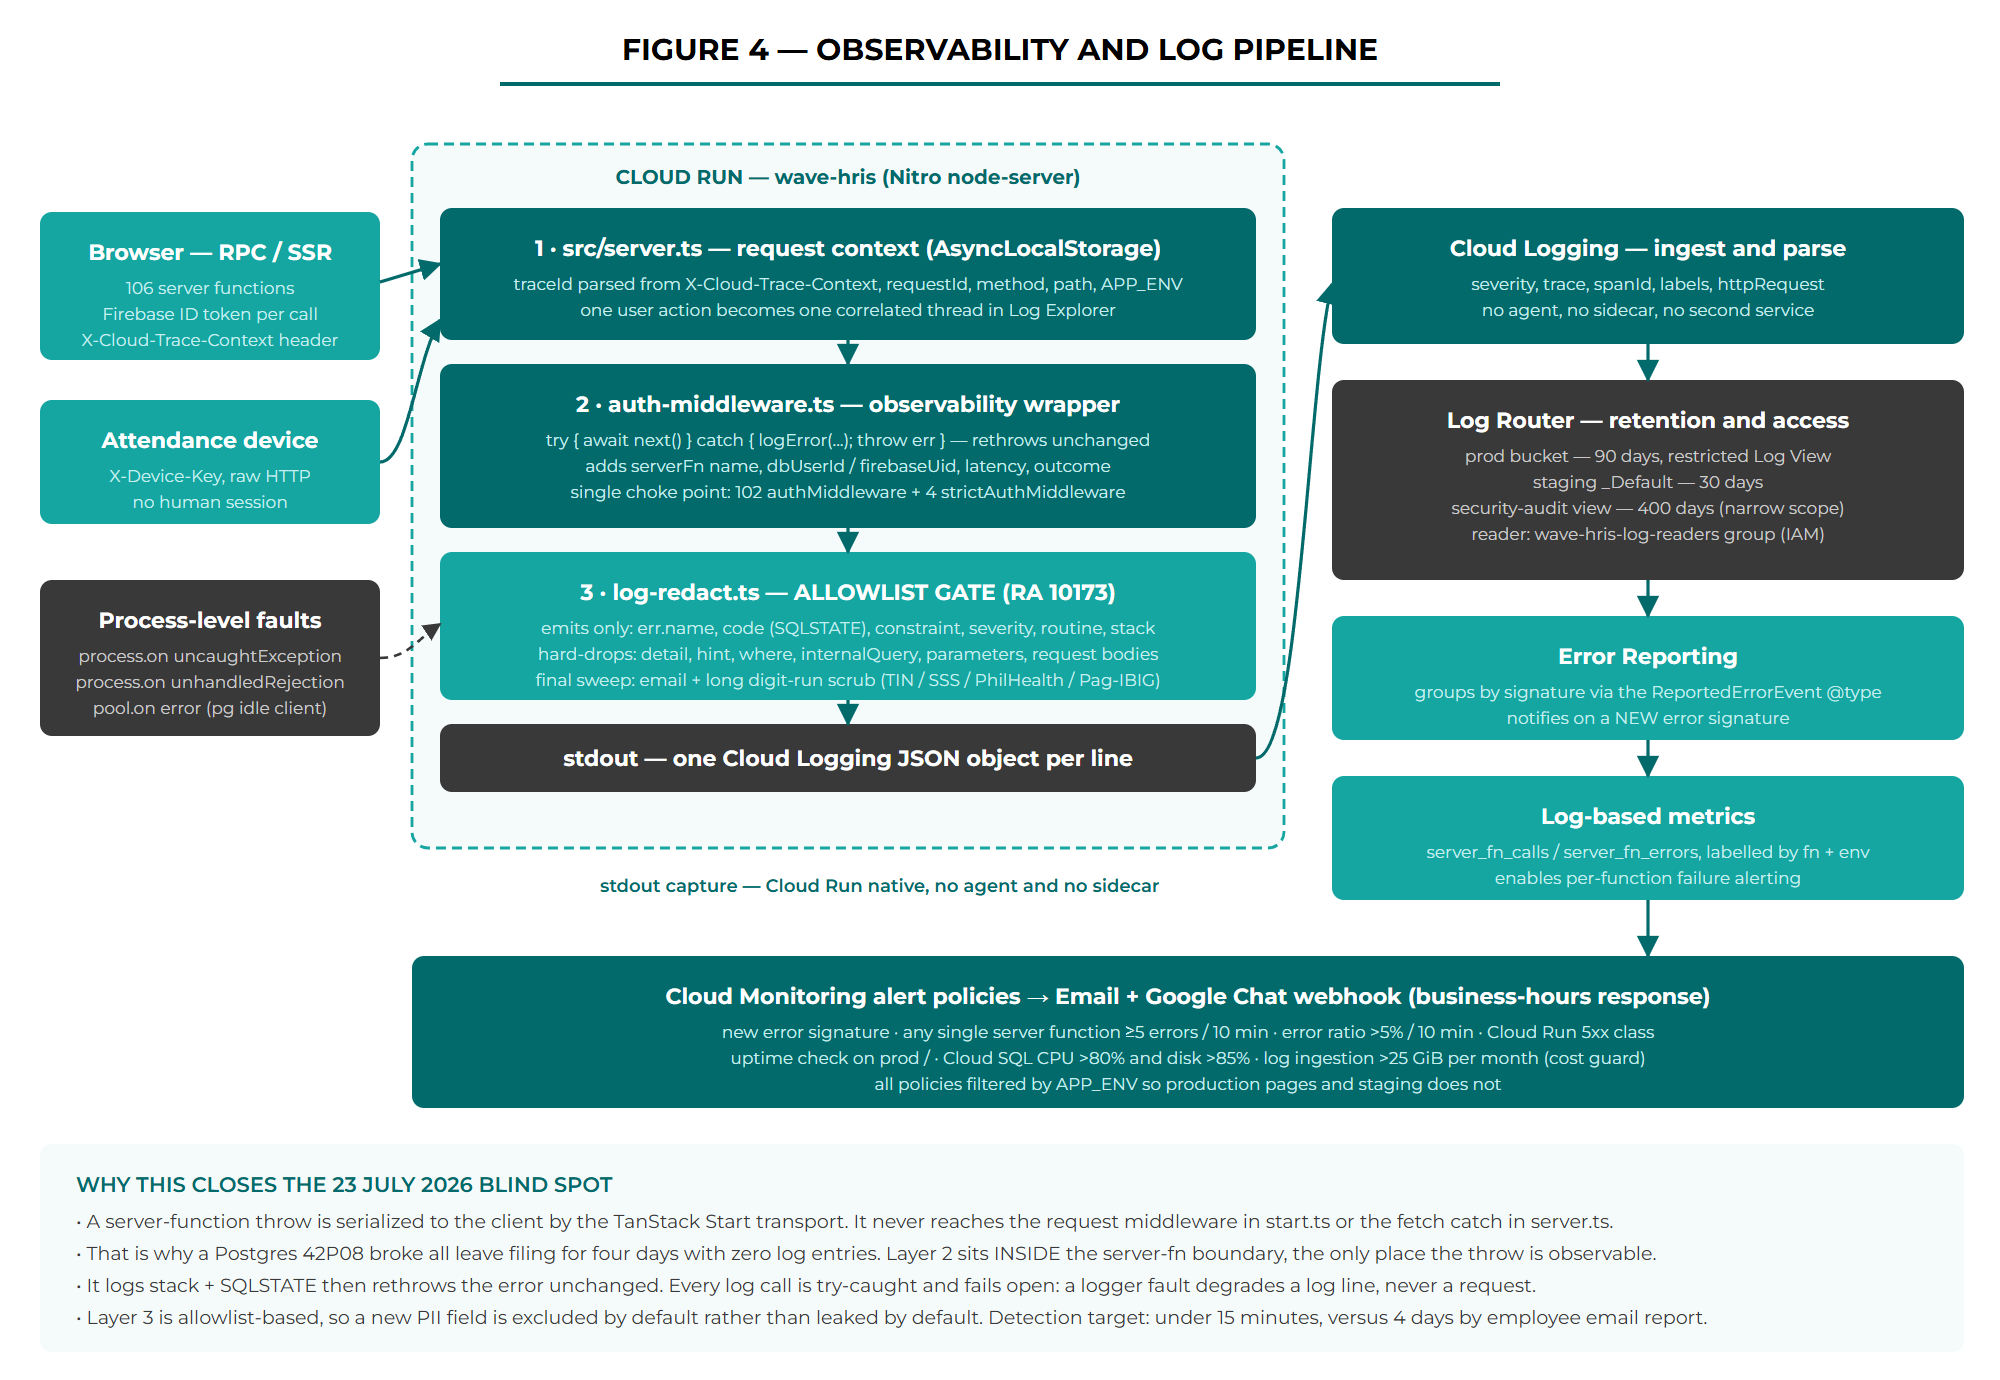 FIGURE 4 — OBSERVABILITY AND LOG PIPELINE
Browser — RPC / SSR
106 server functions
Firebase ID token per call
X-Cloud-Trace-Context header
Attendance device
X-Device-Key, raw HTTP
no human session
Process-level faults
process.on uncaughtException
process.on unhandledRejection
pool.on error (pg idle client)
CLOUD RUN — wave-hris (Nitro node-server)
1 · src/server.ts — request context (AsyncLocalStorage)
traceId parsed from X-Cloud-Trace-Context, requestId, method, path, APP_ENV
one user action becomes one correlated thread in Log Explorer
2 · auth-middleware.ts — observability wrapper
try { await next() } catch { logError(...); throw err } — rethrows unchanged
adds serverFn name, dbUserId / firebaseUid, latency, outcome
single choke point: 102 authMiddleware + 4 strictAuthMiddleware
3 · log-redact.ts — ALLOWLIST GATE (RA 10173)
emits only: err.name, code (SQLSTATE), constraint, severity, routine, stack
hard-drops: detail, hint, where, internalQuery, parameters, request bodies
final sweep: email + long digit-run scrub (TIN / SSS / PhilHealth / Pag-IBIG)
stdout — one Cloud Logging JSON object per line
stdout capture — Cloud Run native, no agent and no sidecar
Cloud Logging — ingest and parse
severity, trace, spanId, labels, httpRequest
no agent, no sidecar, no second service
Log Router — retention and access
prod bucket — 90 days, restricted Log View
staging _Default — 30 days
security-audit view — 400 days (narrow scope)
reader: wave-hris-log-readers group (IAM)
Error Reporting
groups by signature via the ReportedErrorEvent @type
notifies on a NEW error signature
Log-based metrics
server_fn_calls / server_fn_errors, labelled by fn + env
enables per-function failure alerting
Cloud Monitoring alert policies → Email + Google Chat webhook (business-hours response)
new error signature · any single server function ≥5 errors / 10 min · error ratio >5% / 10 min · Cloud Run 5xx class
uptime check on prod / · Cloud SQL CPU >80% and disk >85% · log ingestion >25 GiB per month (cost guard)
all policies filtered by APP_ENV so production pages and staging does not
WHY THIS CLOSES THE 23 JULY 2026 BLIND SPOT
· A server-function throw is serialized to the client by the TanStack Start transport. It never reaches the request middleware in start.ts or the fetch catch in server.ts.
· That is why a Postgres 42P08 broke all leave filing for four days with zero log entries. Layer 2 sits INSIDE the server-fn boundary, the only place the throw is observable.
· It logs stack + SQLSTATE then rethrows the error unchanged. Every log call is try-caught and fails open: a logger fault degrades a log line, never a request.
· Layer 3 is allowlist-based, so a new PII field is excluded by default rather than leaked by default. Detection target: under 15 minutes, versus 4 days by employee email report.